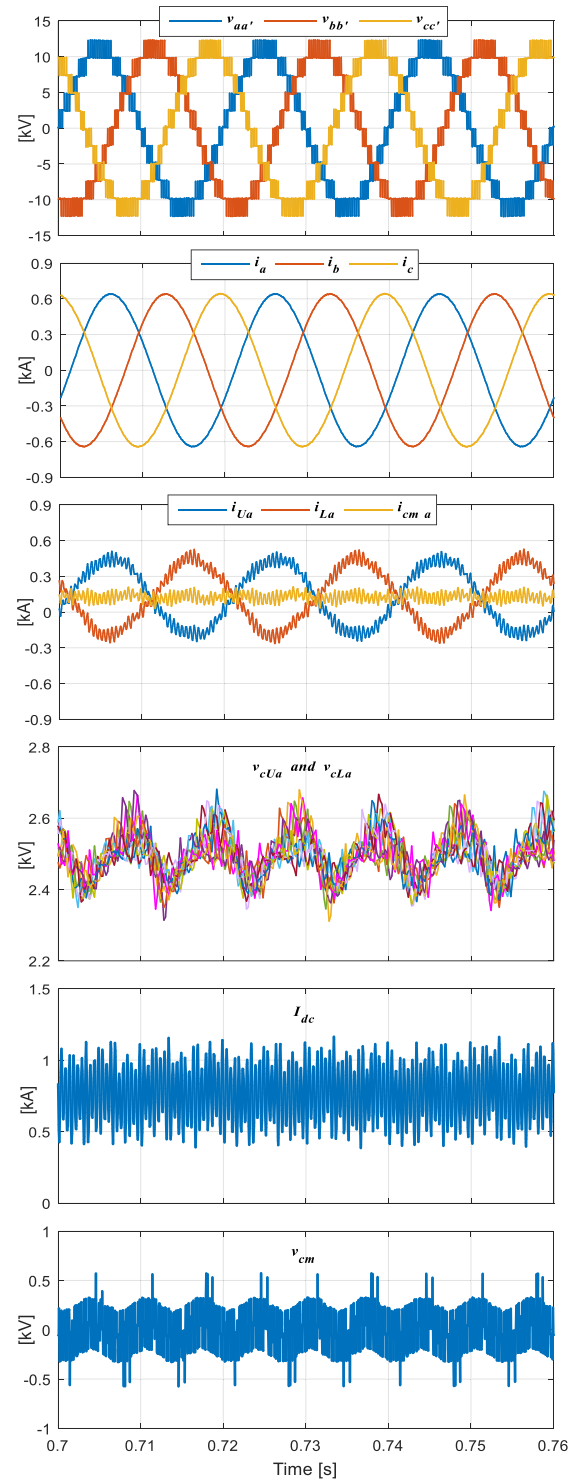 v_aa' v_bb' v_cc'
15
10
5
0
-5
-10
-15
[kV]
i_a i_b i_c
0.9
0.6
0.3
0
-0.3
-0.6
-0.9
[kA]
i_Ua i_La i_cm a
0.9
0.6
0.3
0
-0.3
-0.6
-0.9
[kA]
v_cUa and v_cLa
2.8
2.6
2.4
2.2
[kV]
I_dc
1.5
1
0.5
0
[kA]
v_cm
1
0.5
0
-0.5
-1
[kV]
0.7 0.71 0.72 0.73 0.74 0.75 0.76
Time [s]